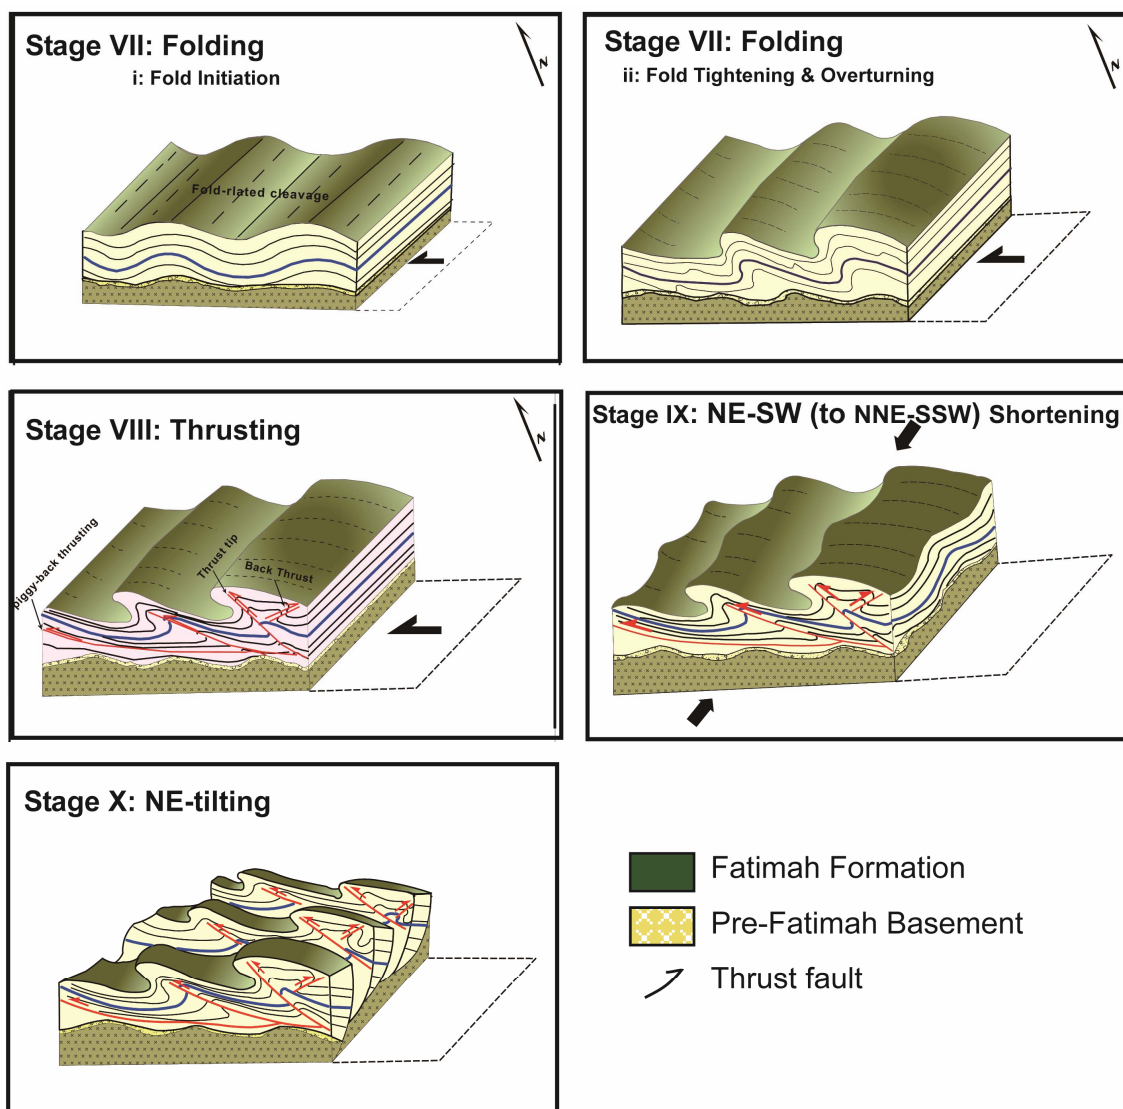 Stage VII: Folding
i: Fold Initiation
N
Fold-rlated cleavage
Stage VII: Folding
ii: Fold Tightening & Overturning
N
Stage VIII: Thrusting
N
piggy-back thrusting
Thrust tip
Back Thrust
Stage IX: NE-SW (to NNE-SSW) Shortening
Stage X: NE-tilting
Fatimah Formation
Pre-Fatimah Basement
Thrust fault